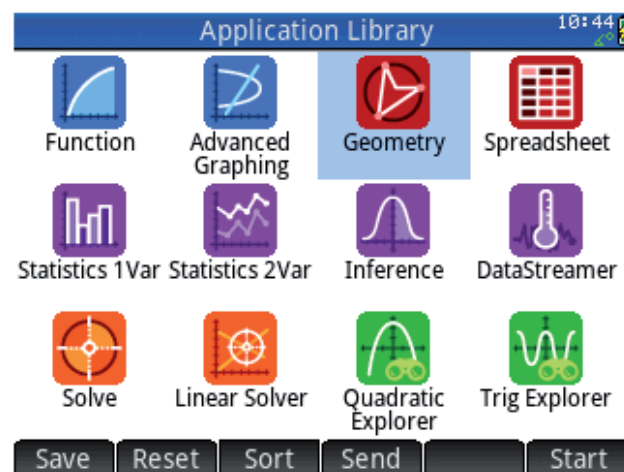 Application Library
10:44
Function
Advanced
Graphing
Geometry
Spreadsheet
Statistics 1Var
Statistics 2Var
Inference
DataStreamer
Solve
Linear Solver
Quadratic
Explorer
Trig Explorer
Save
Reset
Sort
Send
Start